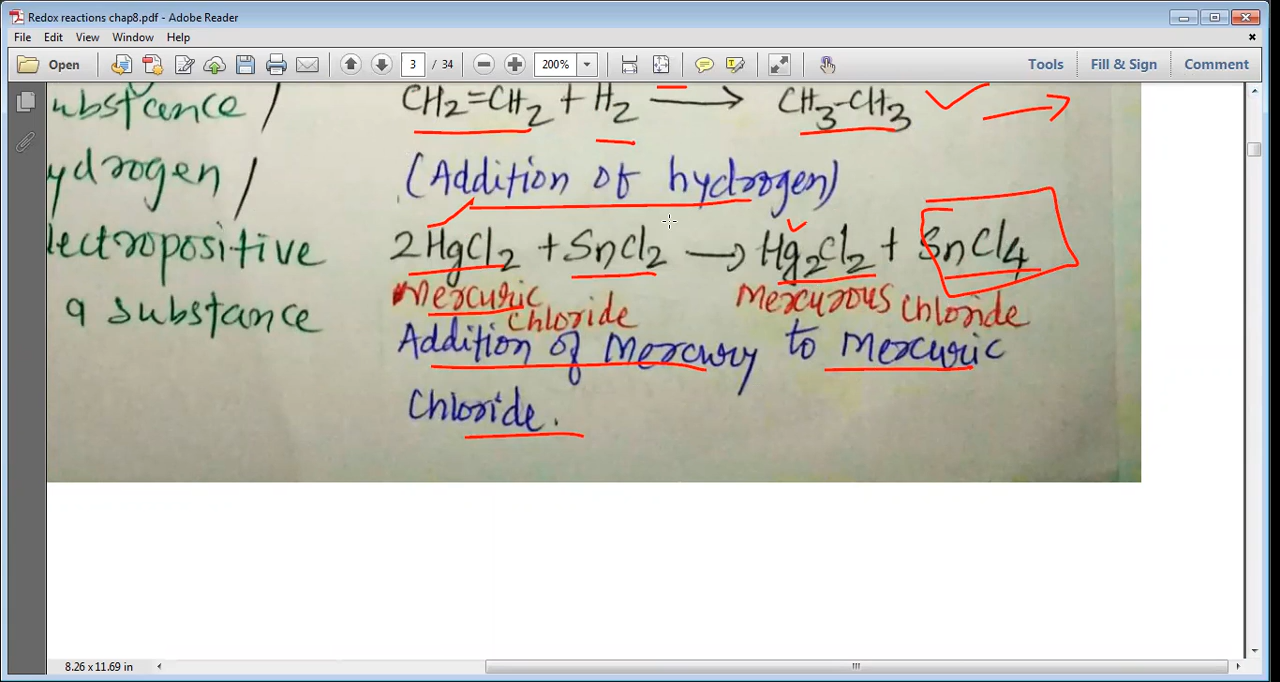 Redox reactions chap8.pdf - Adobe Reader
File Edit View Window Help
Open 3 / 34 200% Tools Fill & Sign Comment
ubstance / CH2=CH2 + H2 ⟶ CH3-CH3
ydrogen / (Addition of hydrogen)
lectropositive 2HgCl2 + SnCl2 ⟶ Hg2Cl2 + SnCl4
Mercuric Chloride Mercurous Chloride
a substance
Addition of Mercury to Mercuric
Chloride.
8.26 x 11.69 in